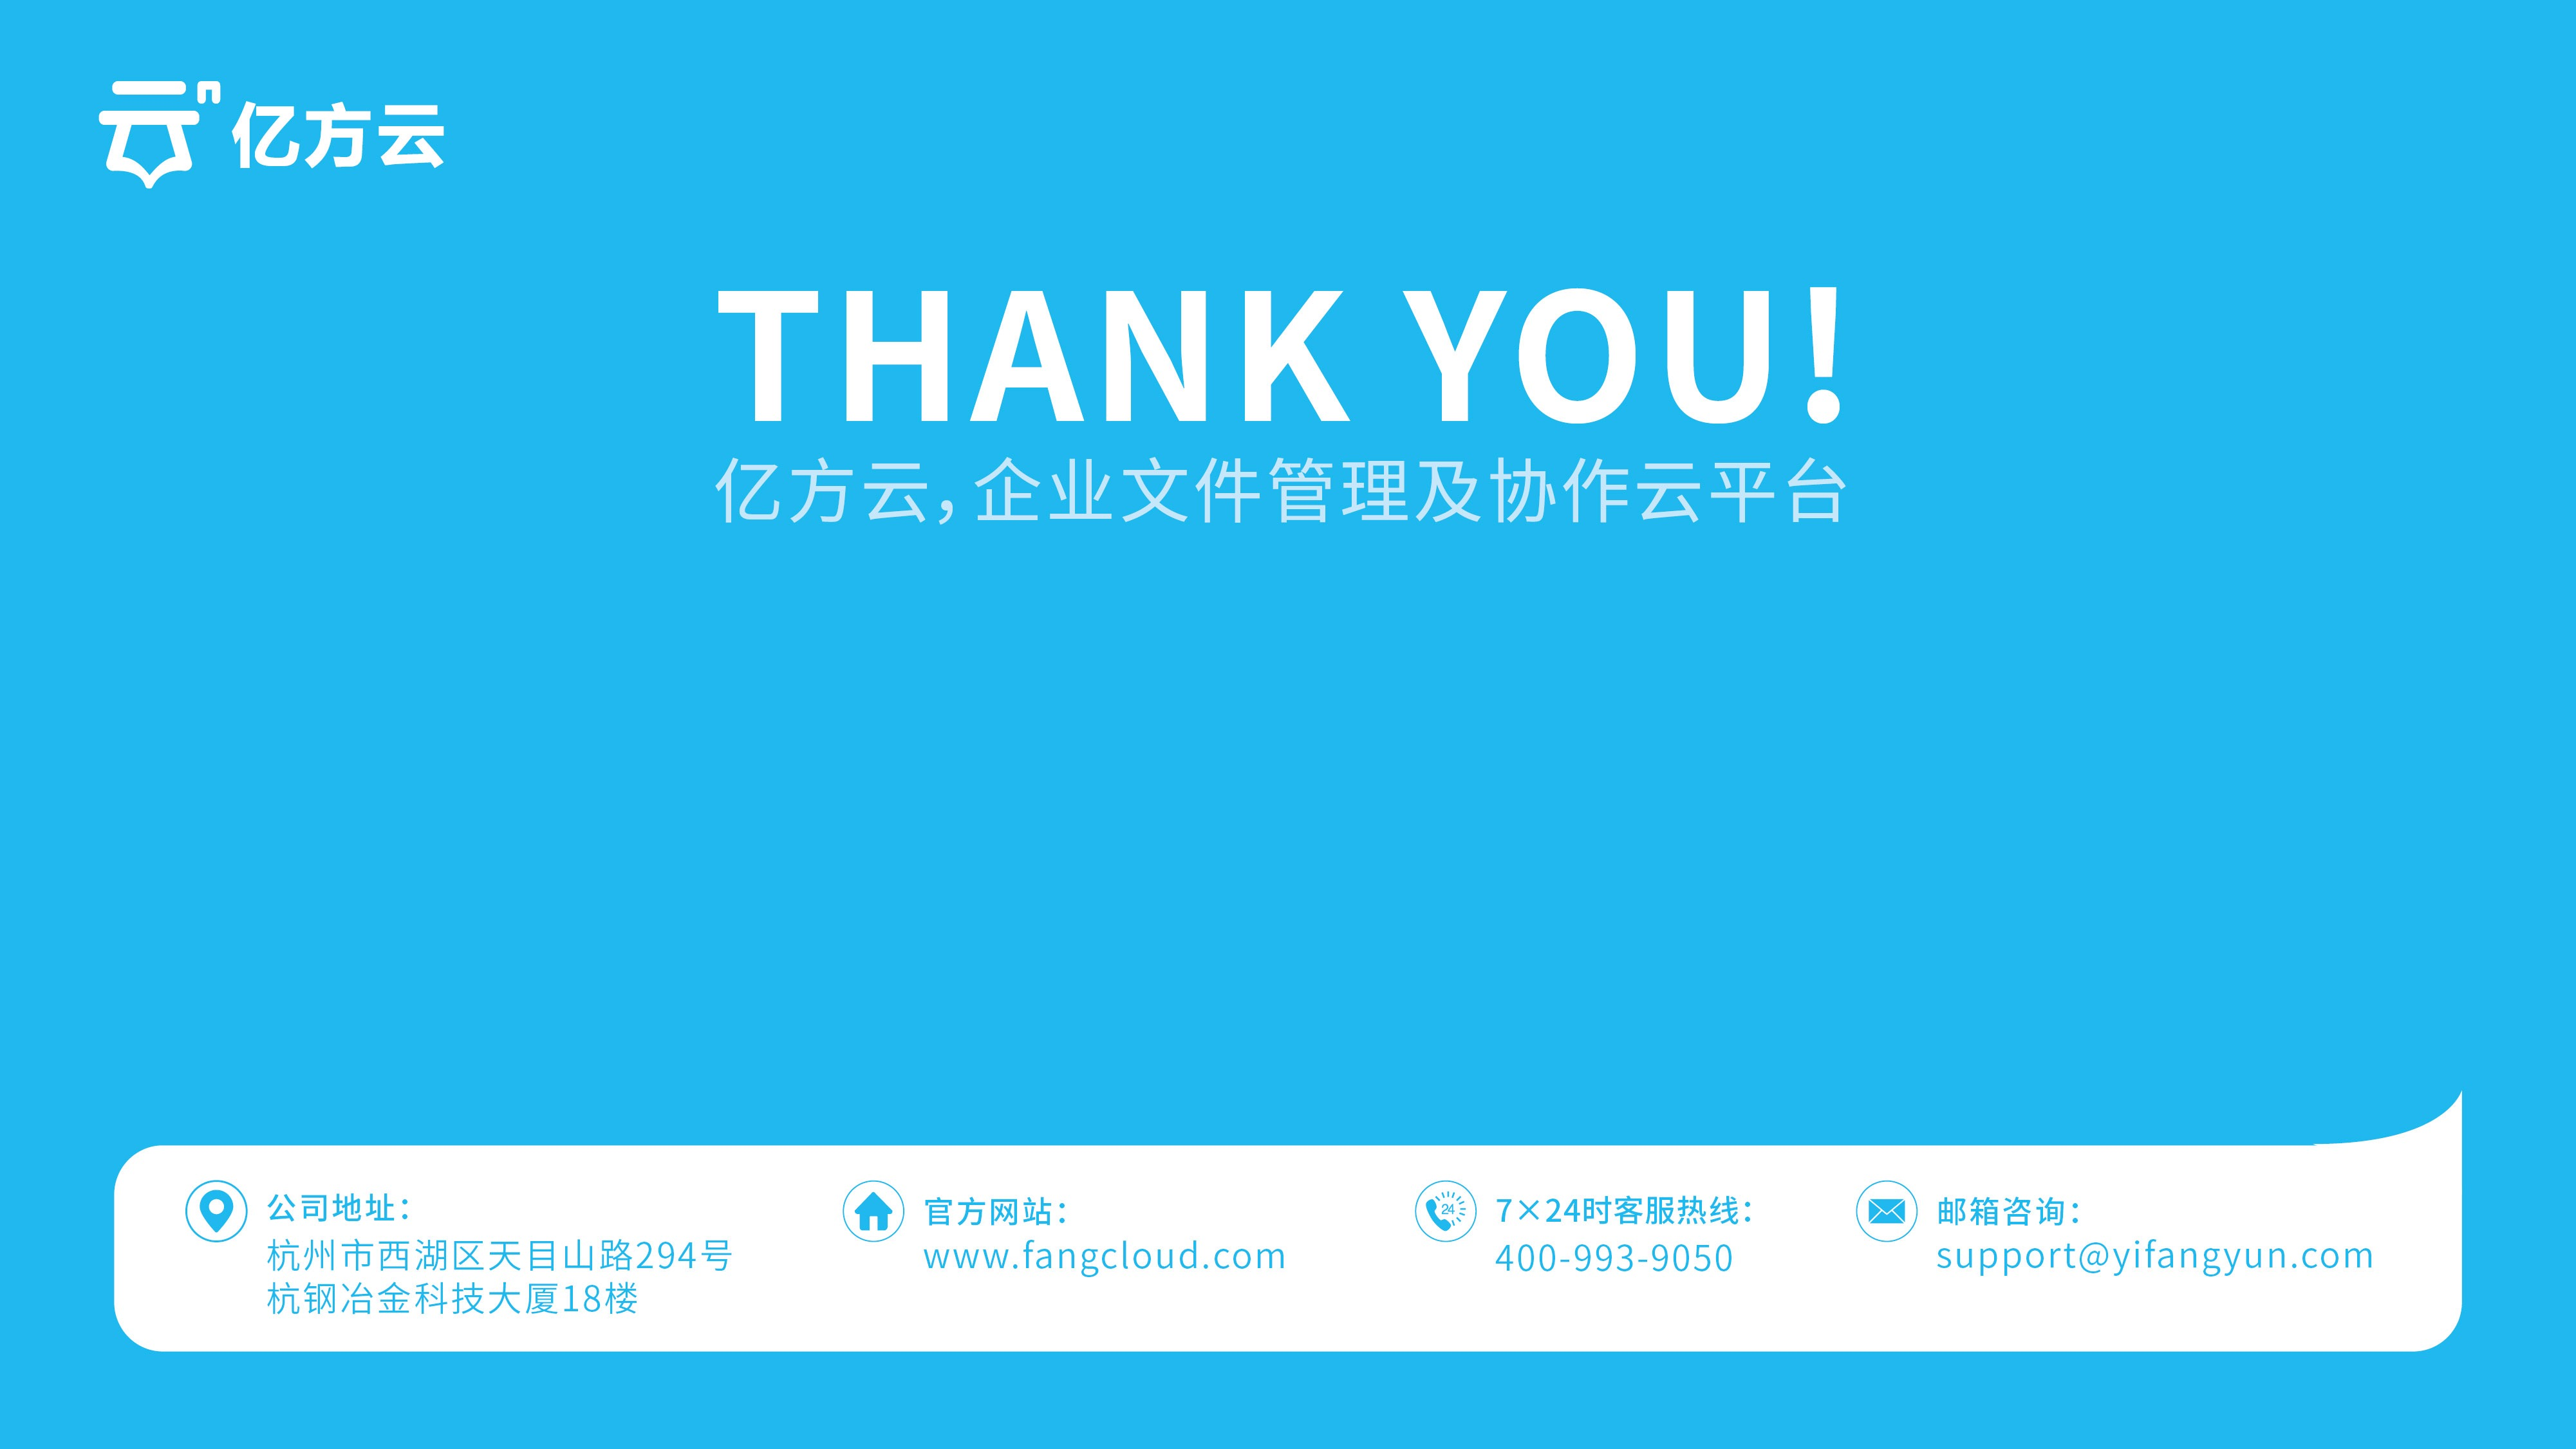 亿方云
THANK YOU!
亿方云，企业文件管理及协作云平台
公司地址：
杭州市西湖区天目山路294号
杭钢冶金科技大厦18楼
官方网站：
www.fangcloud.com
24
7×24时客服热线：
400-993-9050
邮箱咨询：
support@yifangyun.com